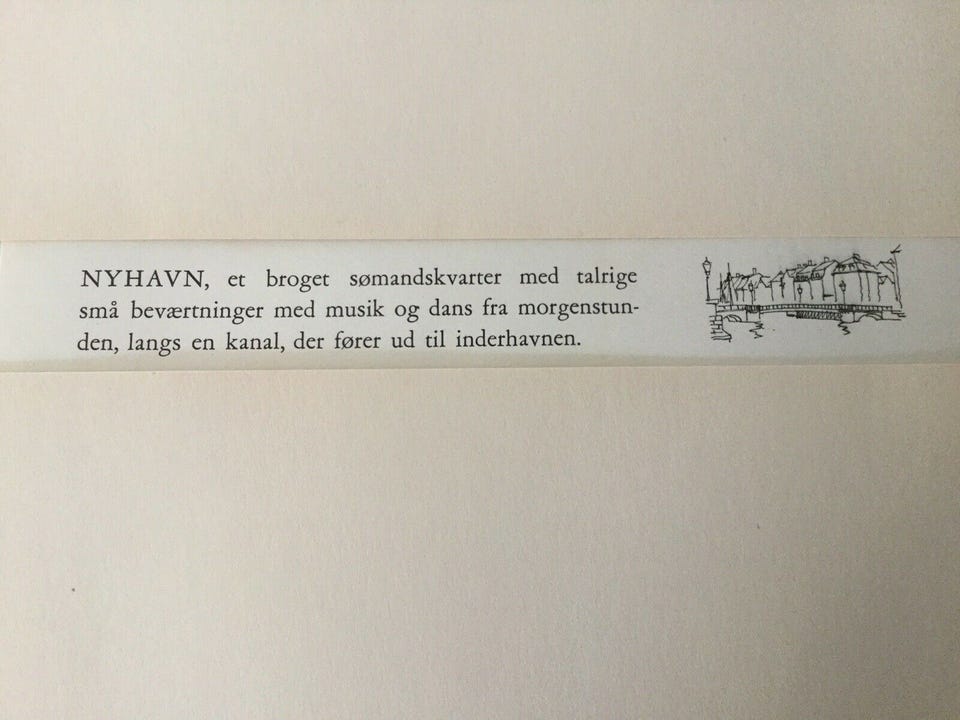 NYHAVN, et broget sømandskvarter med talrige
små beværtninger med musik og dans fra morgenstun-
den, langs en kanal, der fører ud til inderhavnen.